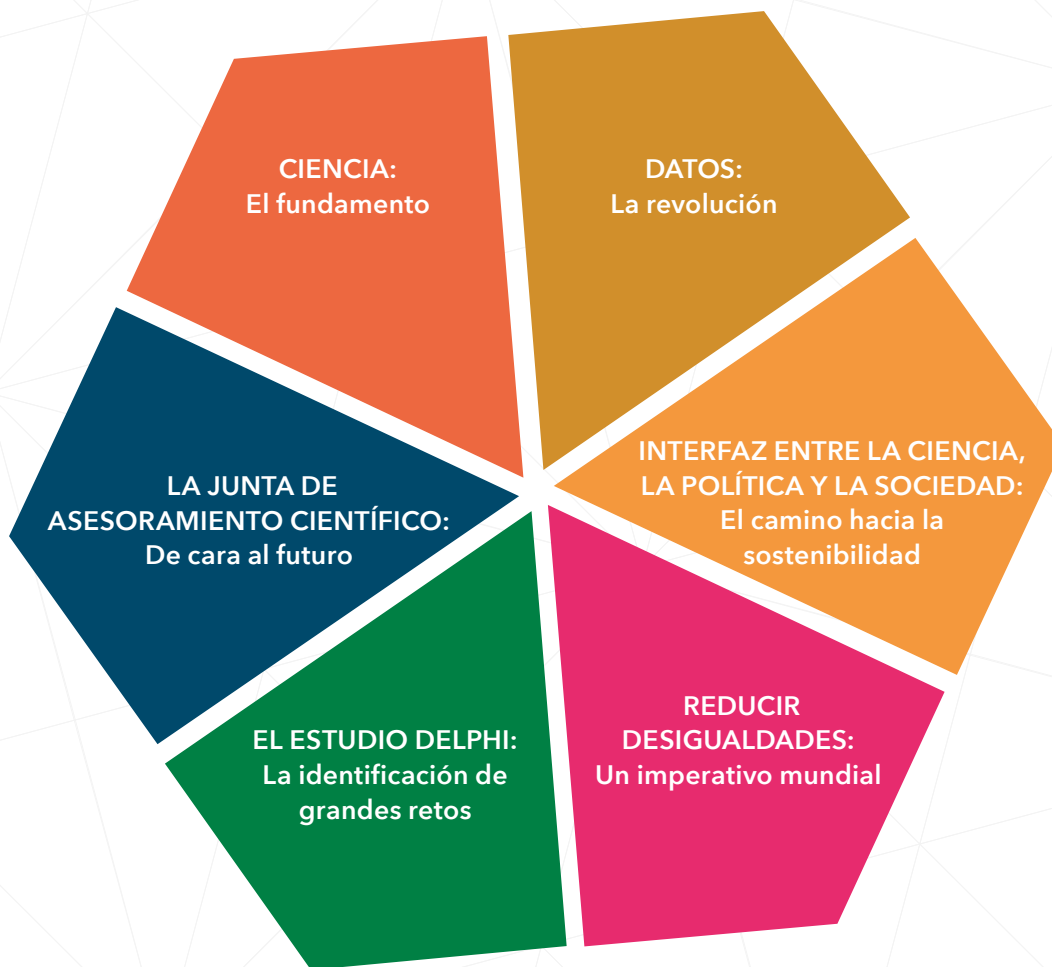 CIENCIA:
El fundamento
DATOS:
La revolución
INTERFAZ ENTRE LA CIENCIA,
LA POLÍTICA Y LA SOCIEDAD:
El camino hacia la
sostenibilidad
REDUCIR
DESIGUALDADES:
Un imperativo mundial
EL ESTUDIO DELPHI:
La identificación de
grandes retos
LA JUNTA DE
ASESORAMIENTO CIENTÍFICO:
De cara al futuro